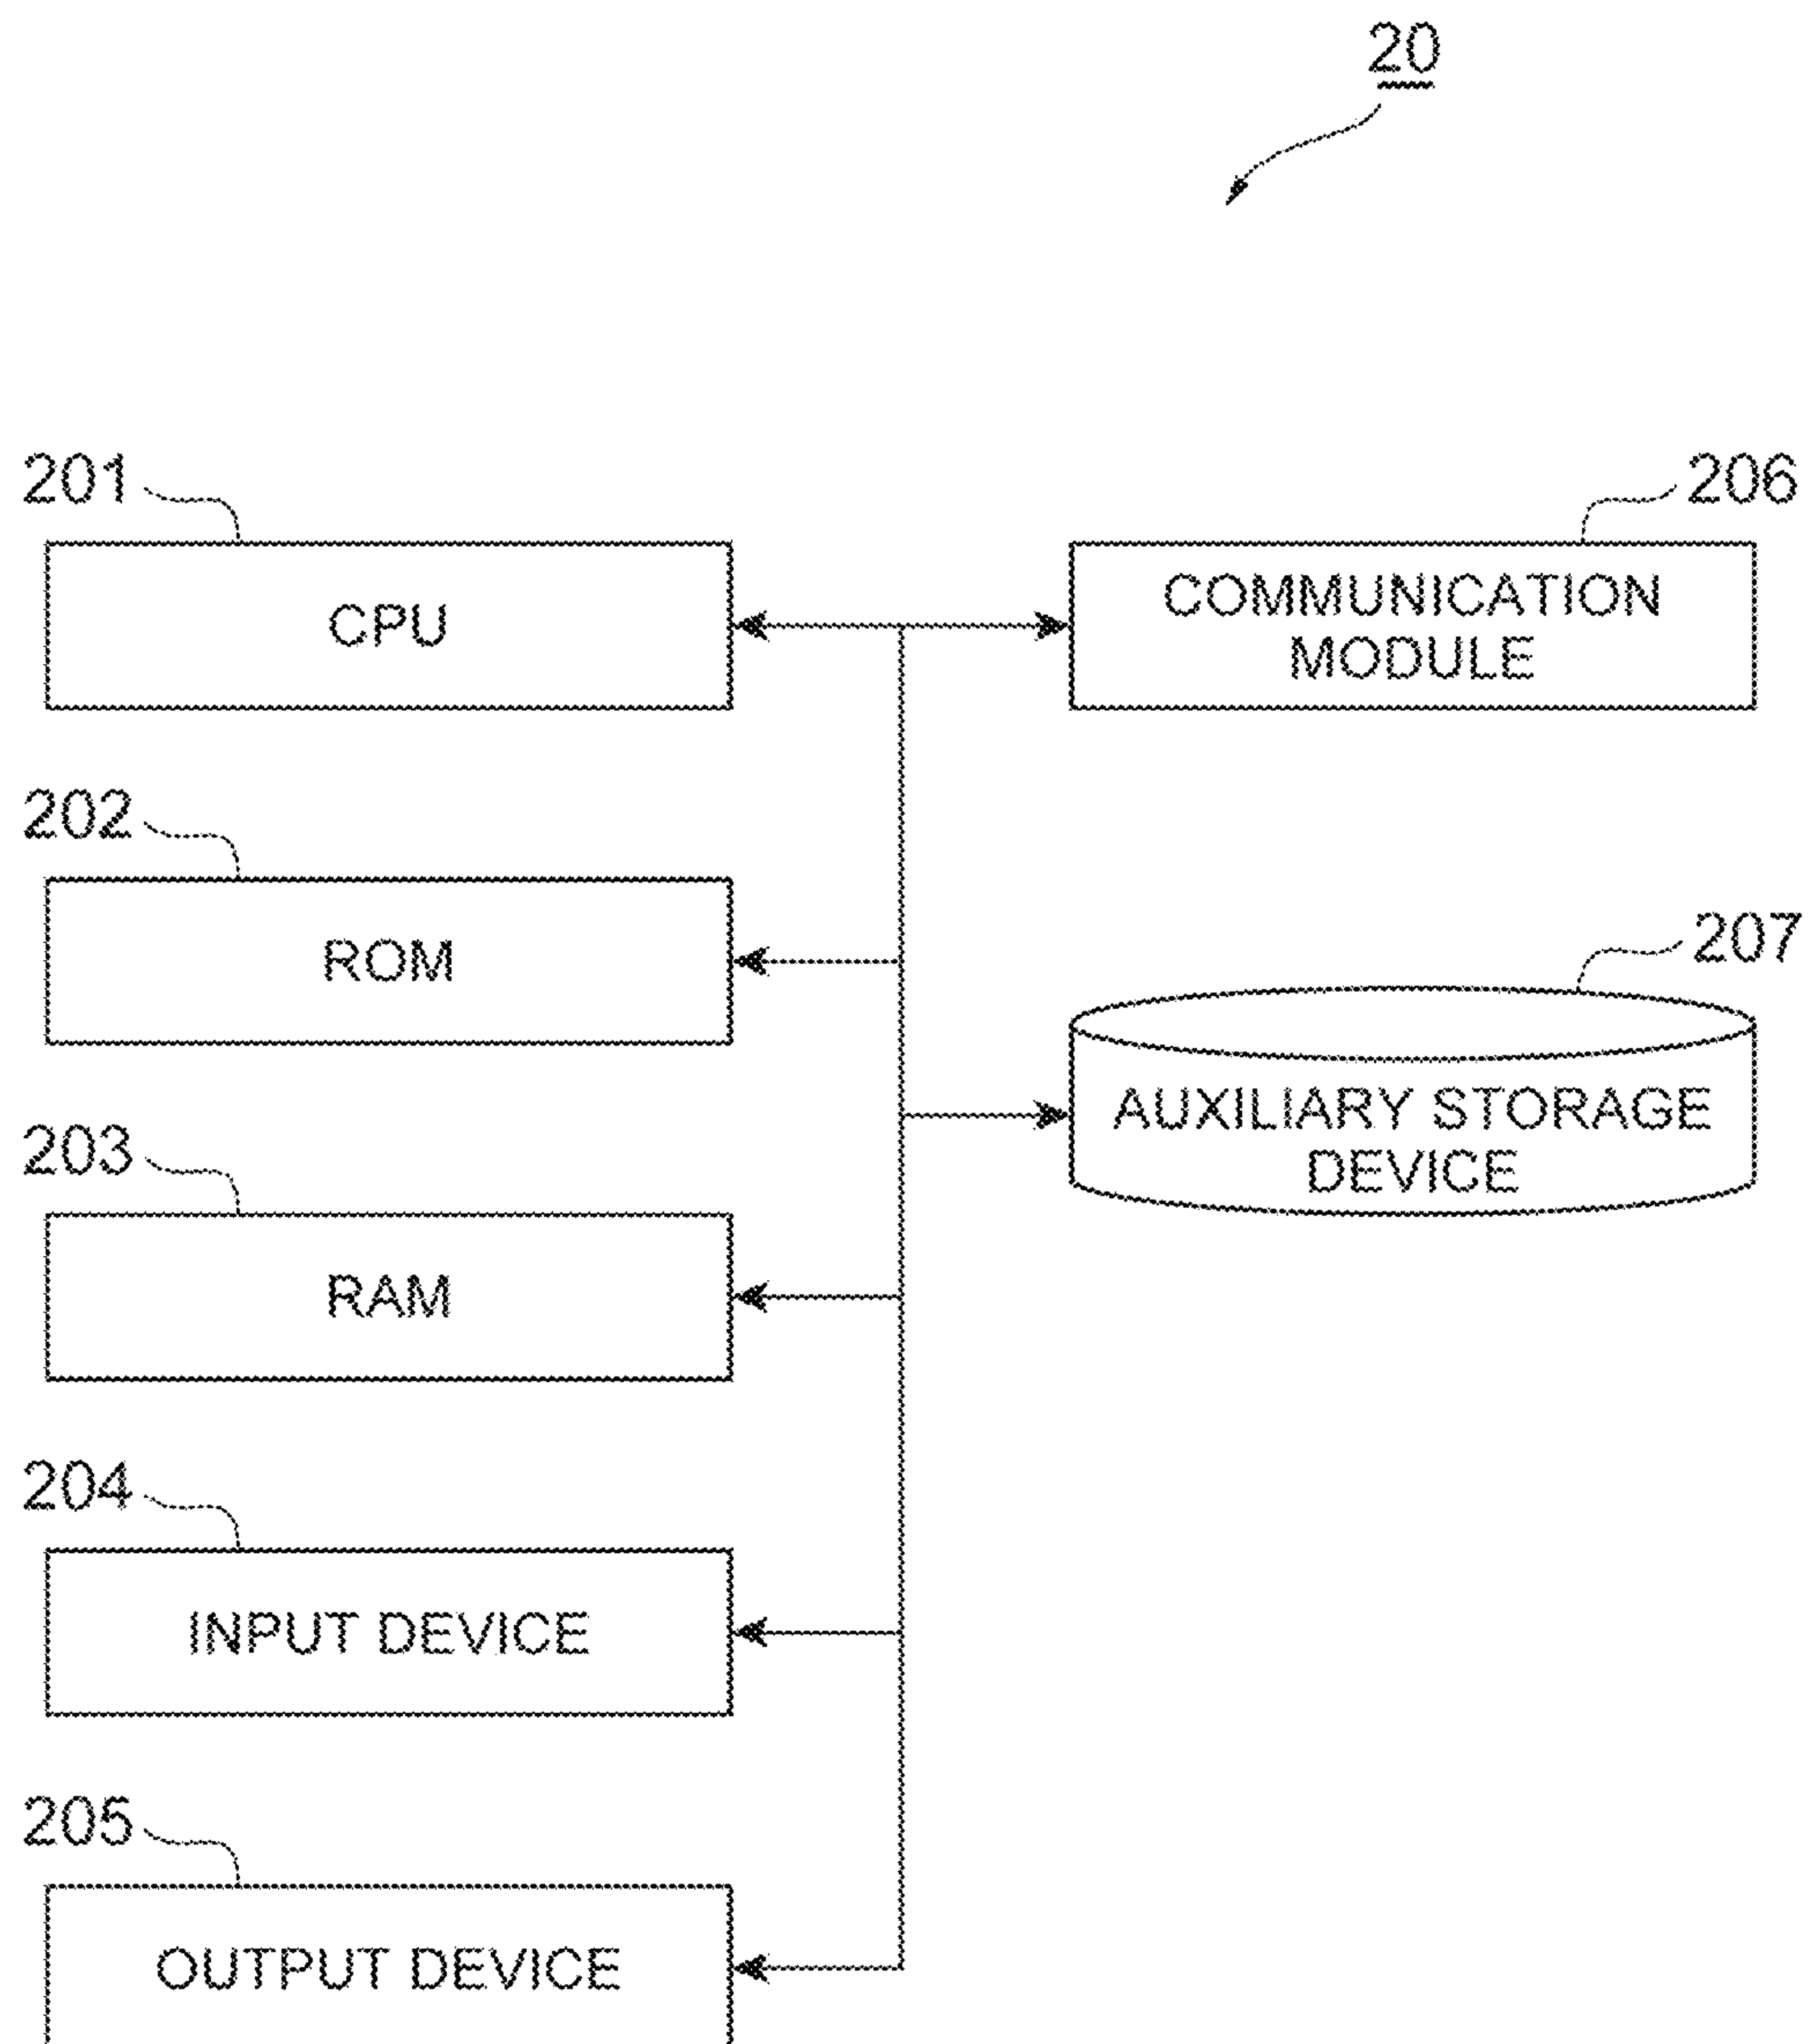 20
201
CPU
206
COMMUNICATION
MODULE
202
ROM
207
AUXILIARY STORAGE
DEVICE
203
RAM
204
INPUT DEVICE
205
OUTPUT DEVICE